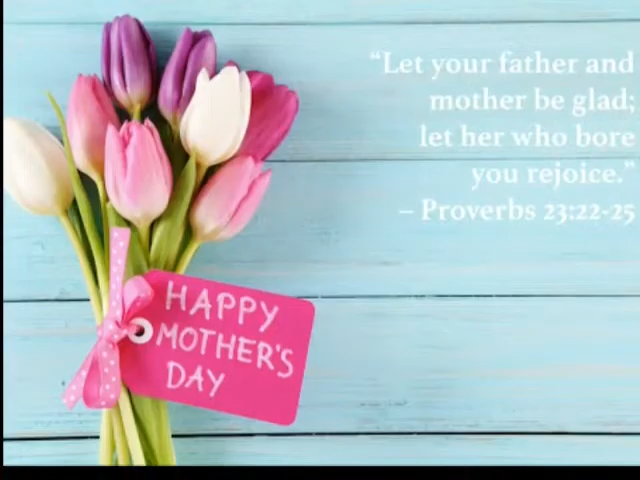 “Let your father and
mother be glad;
let her who bore
you rejoice.”
– Proverbs 23:22-25
HAPPY
MOTHER'S
DAY